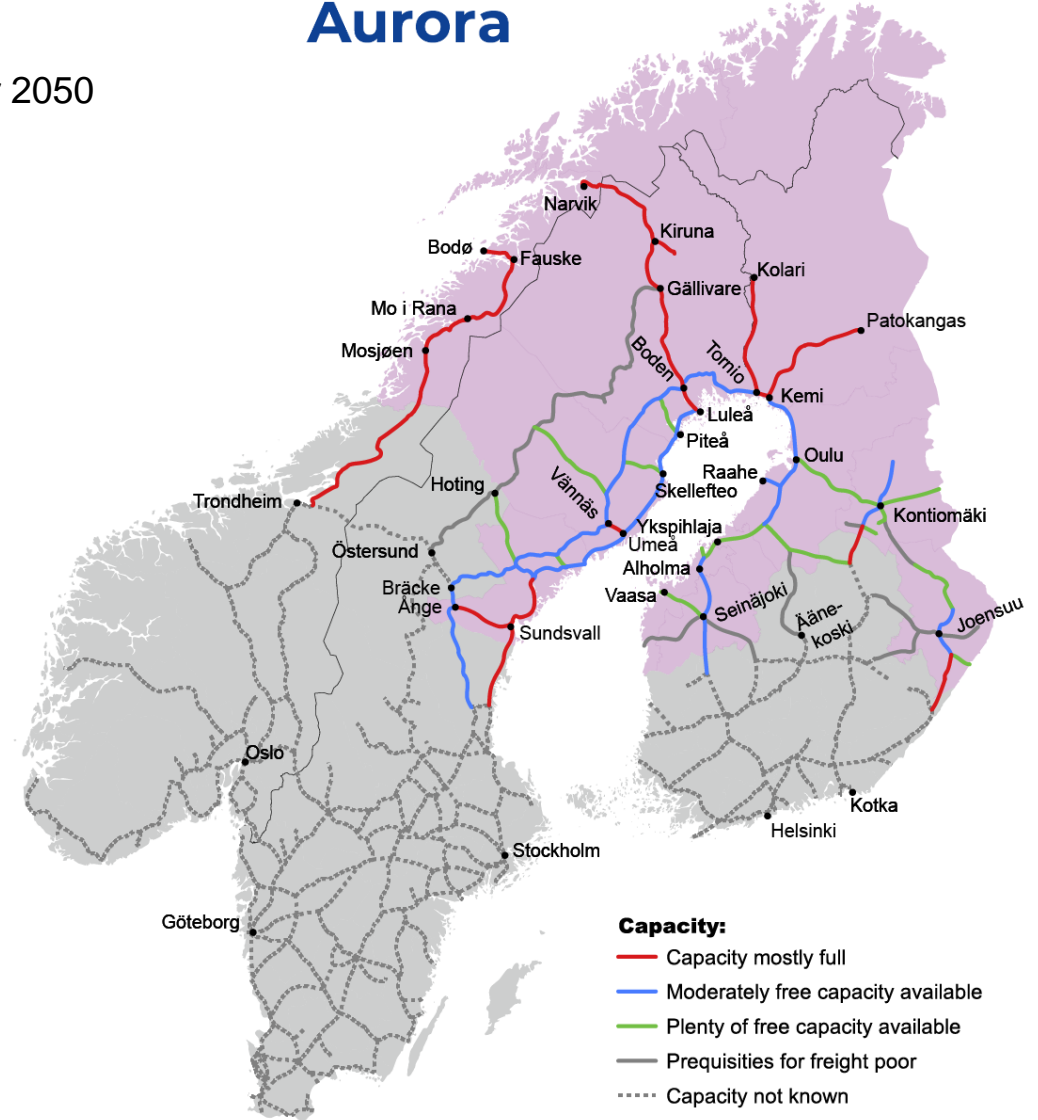 Aurora
2050
Narvik
Kiruna
Bodø
Fauske
Kolari
Gällivare
Mo i Rana
Patokangas
Mosjøen
Boden
Tornio
Kemi
Luleå
Piteå
Oulu
Raahe
Hoting
Vännäs
Skellefteo
Trondheim
Kontiomäki
Ykspihlaja
Umeå
Östersund
Alholma
Bräcke
Vaasa
Ånge
Seinäjoki
Ääne-
koski
Joensuu
Sundsvall
Oslo
Kotka
Helsinki
Stockholm
Göteborg
Capacity:
Capacity mostly full
Moderately free capacity available
Plenty of free capacity available
Prequisities for freight poor
Capacity not known